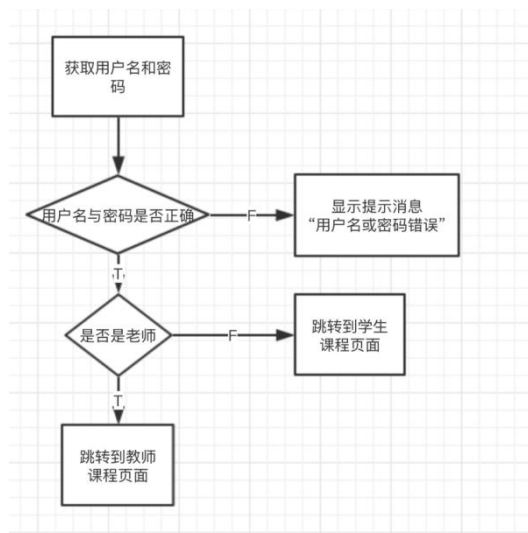 获取用户名和密
码
用户名与密码是否正确
F
显示提示消息
“用户名或密码错误”
T
是否是老师
F
跳转到学生
课程页面
T
跳转到教师
课程页面